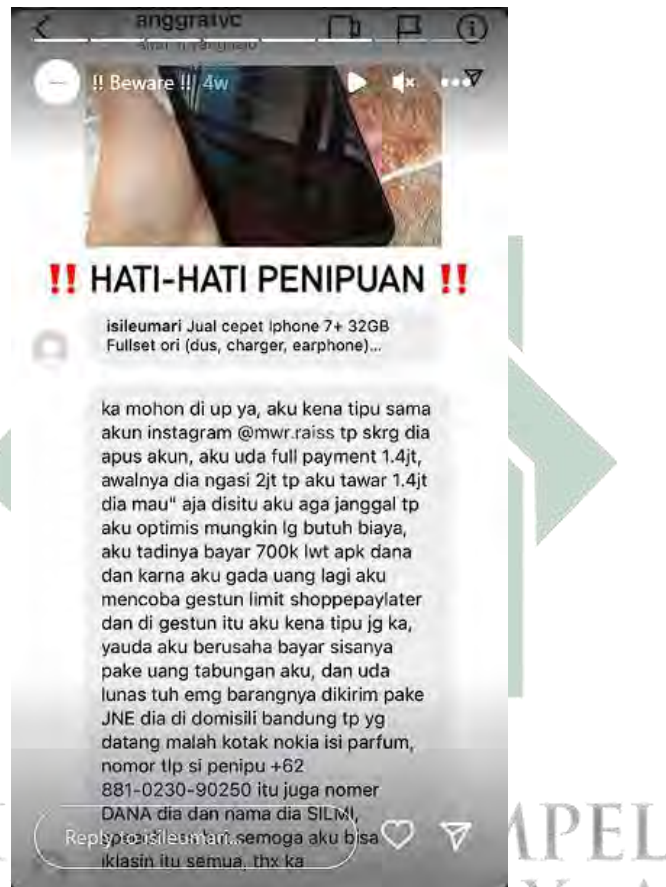 anggratyc
!! Beware !! 4w
!! HATI-HATI PENIPUAN !!
isileumari Jual cepet Iphone 7+ 32GB
Fullset ori (dus, charger, earphone)...
ka mohon di up ya, aku kena tipu sama
akun instagram @mwr.raiss tp skrg dia
apus akun, aku uda full payment 1.4jt,
awalnya dia ngasi 2jt tp aku tawar 1.4jt
dia mau" aja disitu aku aga janggal tp
aku optimis mungkin lg butuh biaya,
aku tadinya bayar 700k lwt apk dana
dan karna aku gada uang lagi aku
mencoba gestun limit shoppepaylater
dan di gestun itu aku kena tipu jg ka,
yauda aku berusaha bayar sisanya
pake uang tabungan aku, dan uda
lunas tuh emg barangnya dikirim pake
JNE dia di domisili bandung tp yg
datang malah kotak nokia isi parfum,
nomor tlp si penipu +62
881-0230-90250 itu juga nomer
DANA dia dan nama dia SILMI,
Reply to isileumari...
semoga aku bisa
iklasin itu semua, thx ka
MPEL